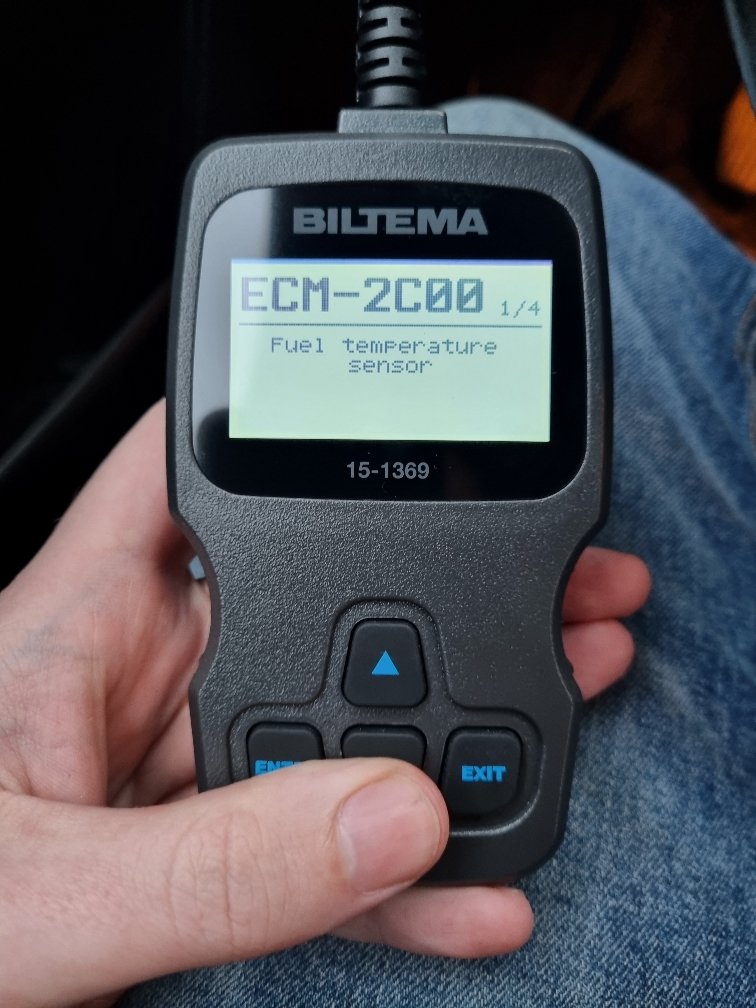 BILTEMA
ECM-2C00 1/4
Fuel temperature
sensor
15-1369
EXIT